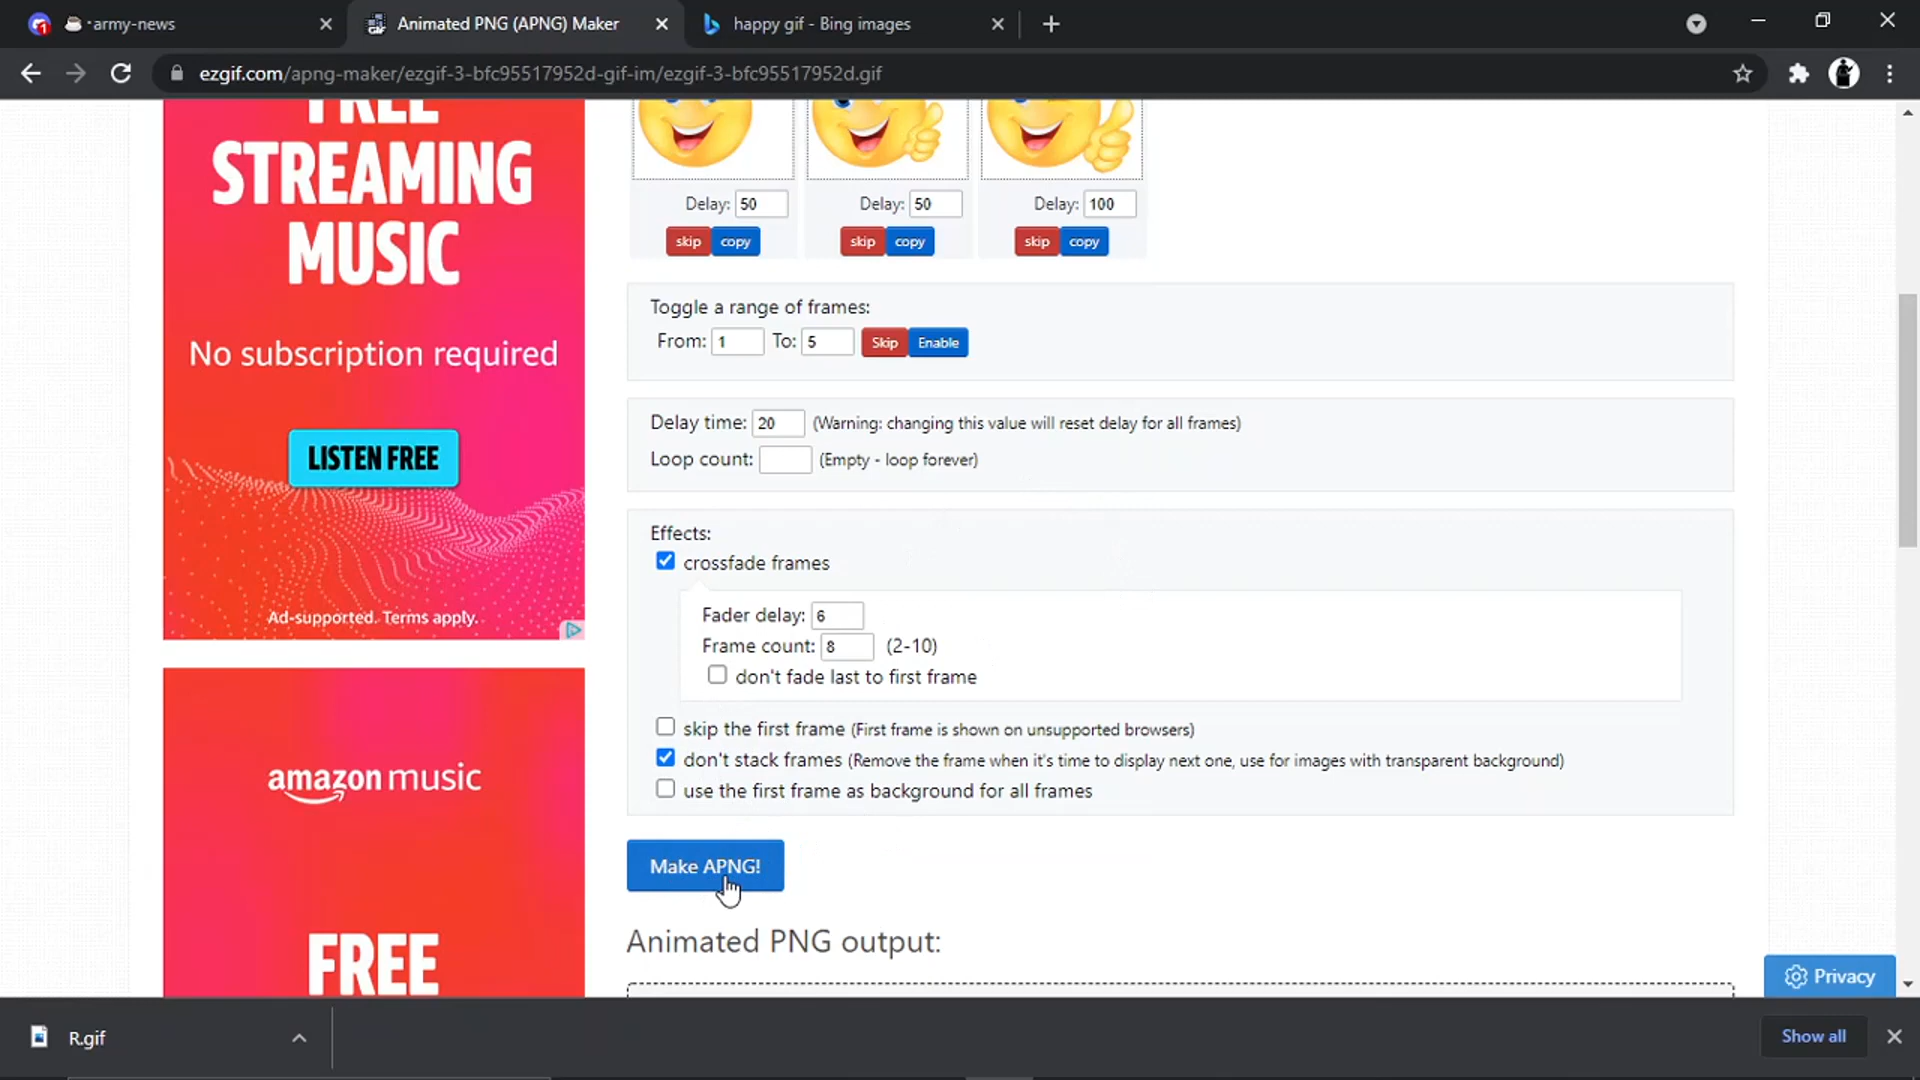 ·army-news
Animated PNG (APNG) Maker
happy gif - Bing images
ezgif.com/apng-maker/ezgif-3-bfc95517952d-gif-im/ezgif-3-bfc95517952d.gif
FREE
STREAMING
MUSIC
No subscription required
LISTEN FREE
Ad-supported. Terms apply.
amazon music
FREE
Delay: 50
skip copy
Delay: 50
skip copy
Delay: 100
skip copy
Toggle a range of frames:
From: 1 To: 5 Skip Enable
Delay time: 20 (Warning: changing this value will reset delay for all frames)
Loop count: (Empty - loop forever)
Effects:
crossfade frames
Fader delay: 6
Frame count: 8 (2-10)
don't fade last to first frame
skip the first frame (First frame is shown on unsupported browsers)
don't stack frames (Remove the frame when it's time to display next one, use for images with transparent background)
use the first frame as background for all frames
Make APNG!
Animated PNG output:
Privacy
R.gif
Show all